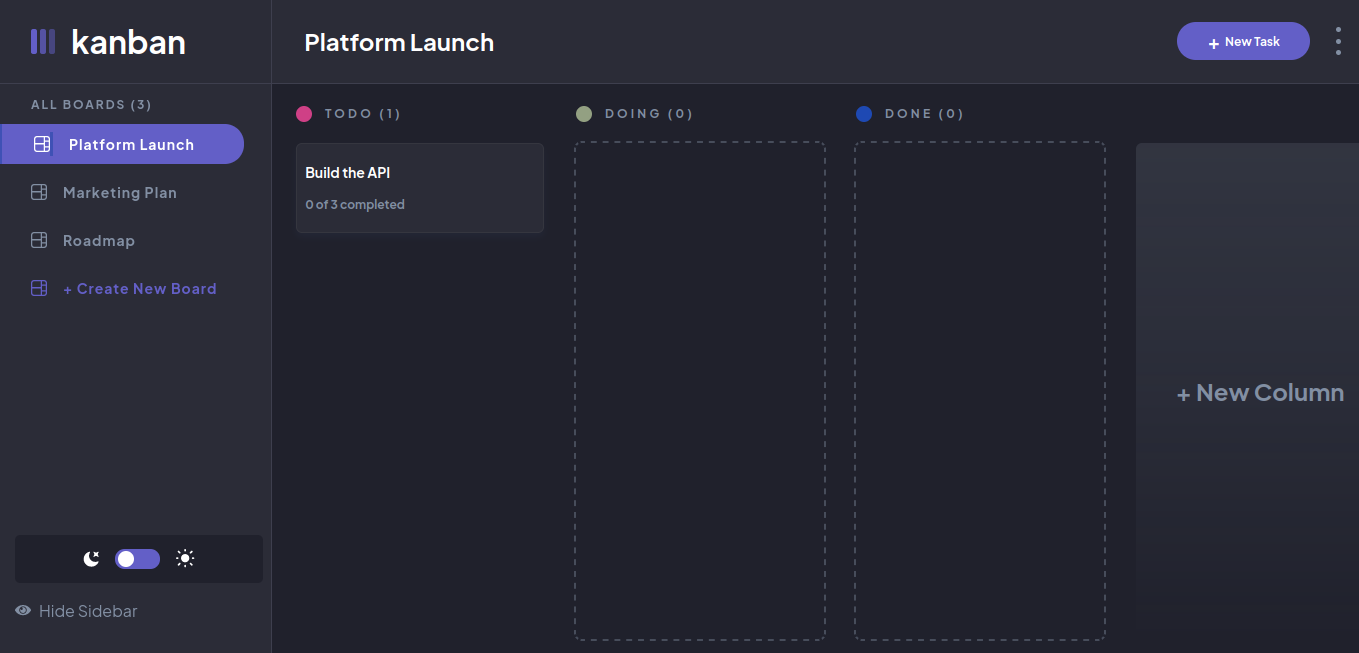 kanban
Platform Launch
+ New Task
ALL BOARDS (3)
Platform Launch
Marketing Plan
Roadmap
+ Create New Board
TODO (1)
Build the API
0 of 3 completed
DOING (0)
DONE (0)
+ New Column
Hide Sidebar